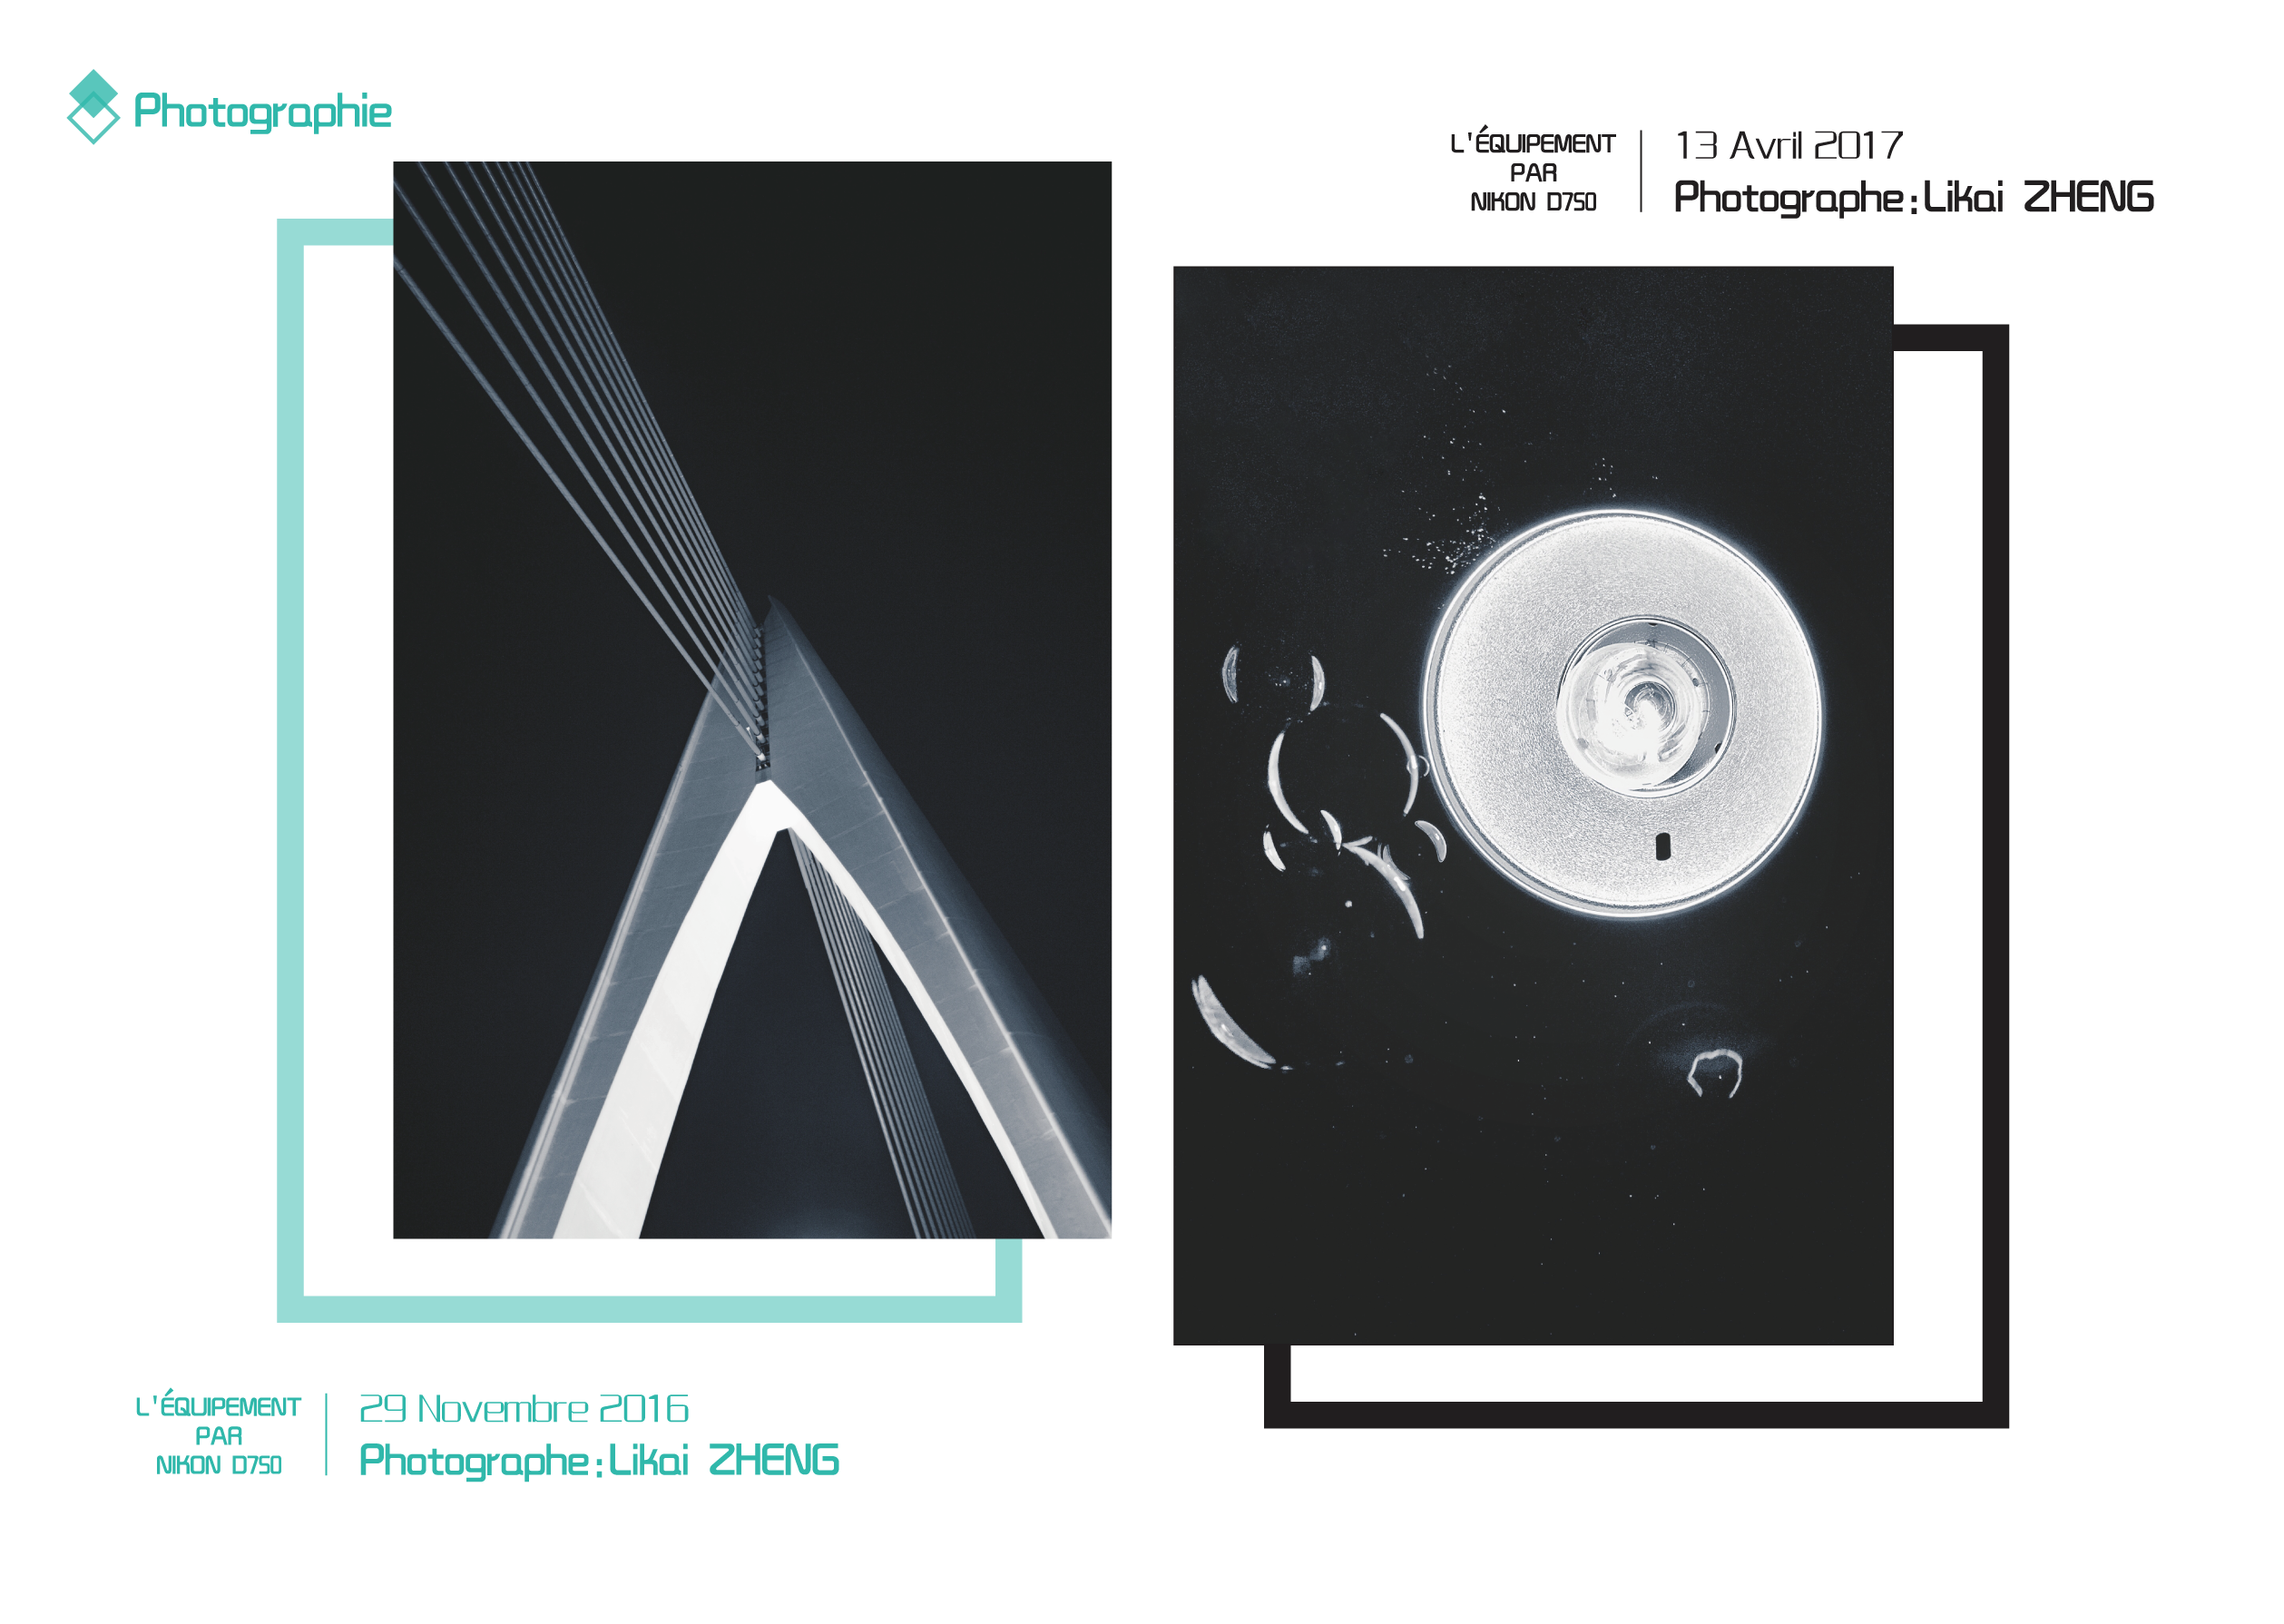 Photographie
L'ÉQUIPEMENT
PAR
NIKON D750
13 Avril 2017
Photographe:Likai ZHENG
L'ÉQUIPEMENT
PAR
NIKON D750
29 Novembre 2016
Photographe:Likai ZHENG